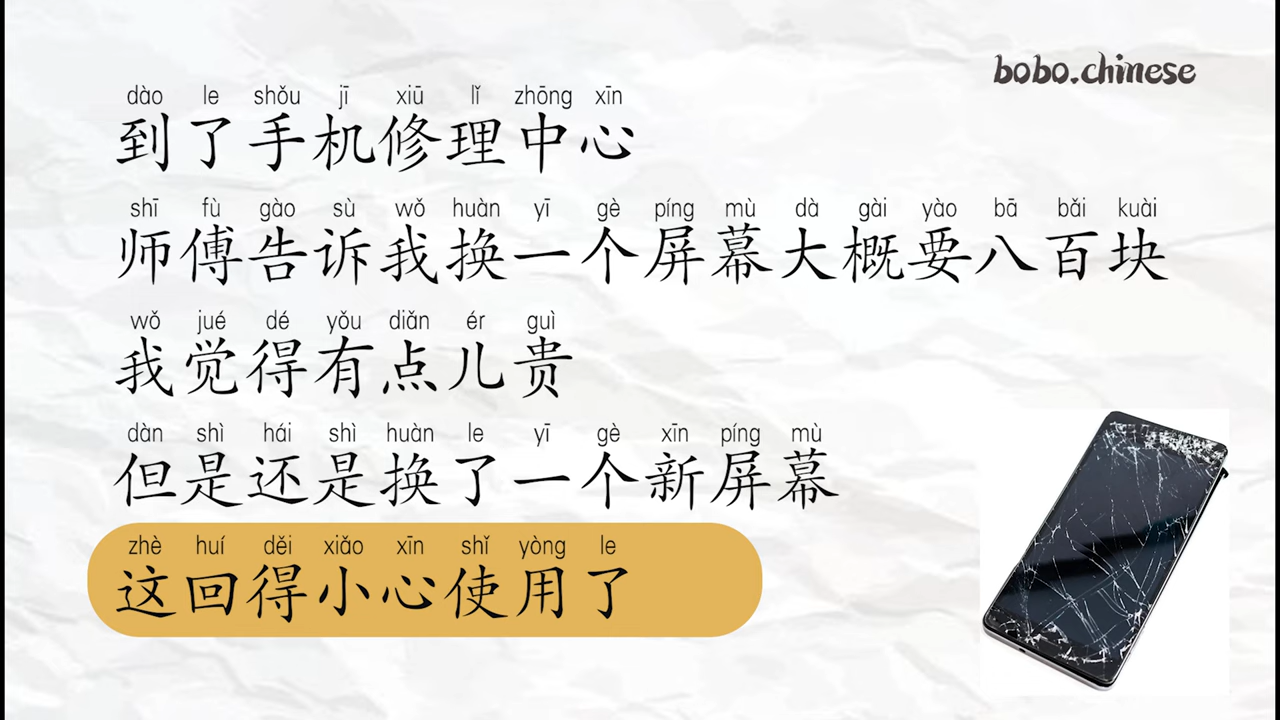 bobo.chinese
dào le shǒu jī xiū lǐ zhōng xīn
到了手机修理中心
shī fù gào sù wǒ huàn yī gè píng mù dà gài yào bā bǎi kuài
师傅告诉我换一个屏幕大概要八百块
wǒ jué dé yǒu diǎn ér guì
我觉得有点儿贵
dàn shì hái shì huàn le yī gè xīn píng mù
但是还是换了一个新屏幕
zhè huí děi xiǎo xīn shǐ yòng le
这回得小心使用了